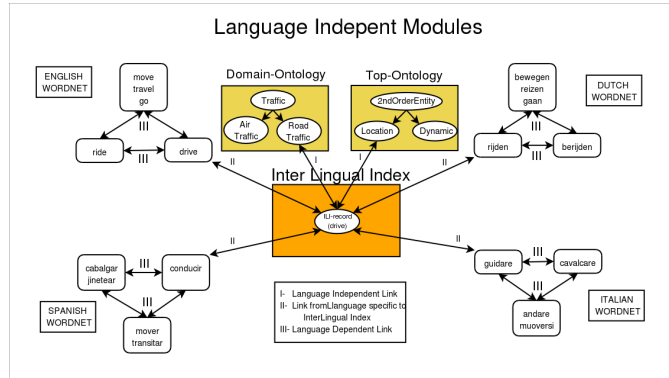 Language Indepent Modules
ENGLISH
WORDNET
move
travel
go
III
ride
III
drive
Domain-Ontology
Traffic
Air
Traffic
Road
Traffic
Top-Ontology
2ndOrderEntity
Location
Dynamic
bewegen
reizen
gaan
DUTCH
WORDNET
III
rijden
III
berijden
II
I
I
II
Inter Lingual Index
ILI-record
(drive)
II
II
cabalgar
jinetear
III
conducir
III
mover
transitar
SPANISH
WORDNET
I- Language Independent Link
II- Link fromLlanguage specific to
InterLingual Index
III- Language Dependent Link
guidare
III
cavalcare
III
andare
muoversi
ITALIAN
WORDNET